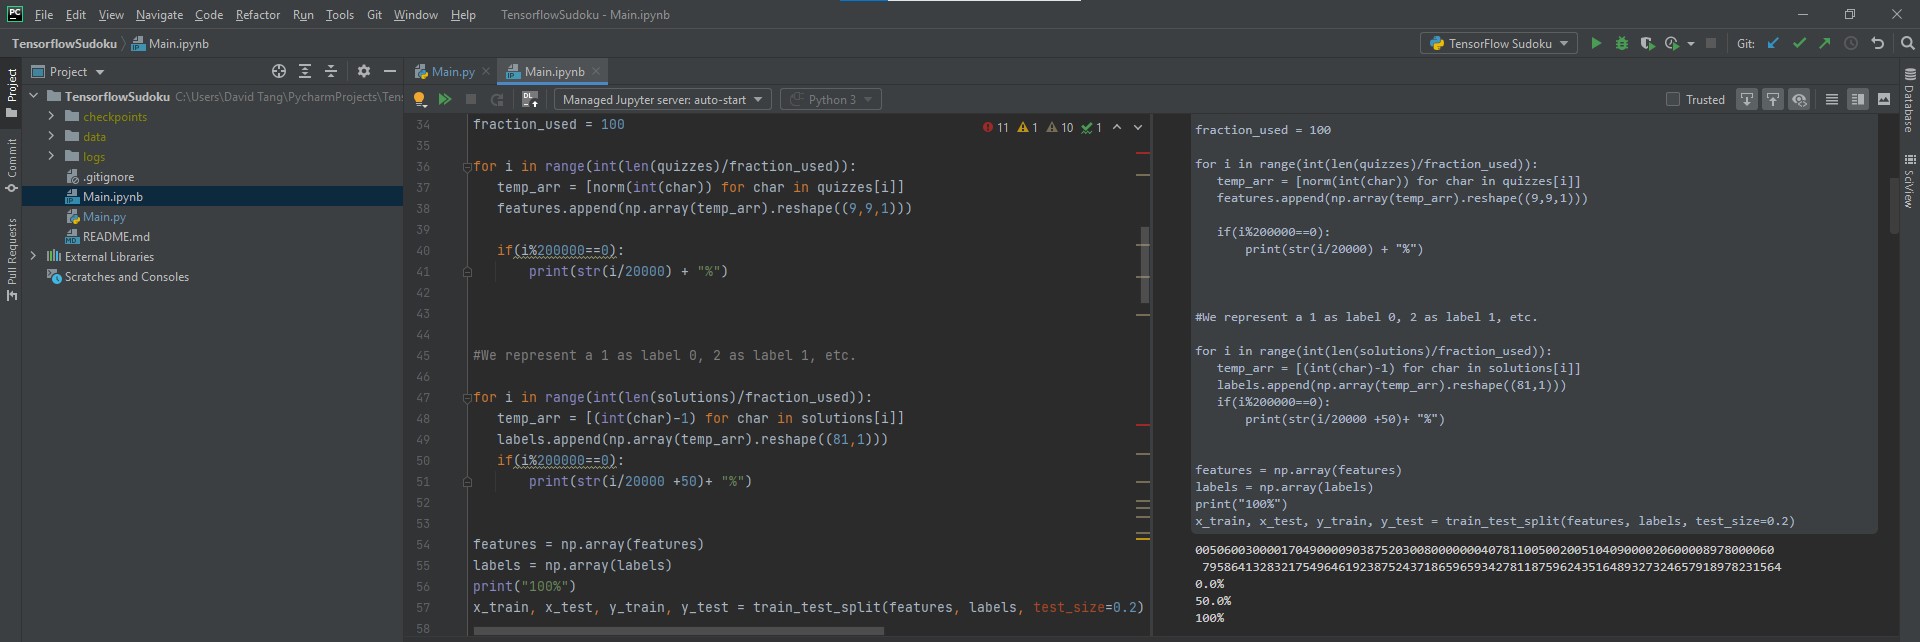 PC File Edit View Navigate Code Refactor Run Tools Git Window Help TensorflowSudoku - Main.ipynb
TensorflowSudoku Main.ipynb TensorFlow Sudoku Git:
Project Project Main.py Main.ipynb
TensorflowSudoku C:\Users\David Tang\PycharmProjects\Ten
checkpoints
data
logs
.gitignore
Main.ipynb
Main.py
README.md
External Libraries
Scratches and Consoles
Commit
Pull Requests
DL Managed Jupyter server: auto-start Python 3 Trusted
11 1 10 1
34 fraction_used = 100
35
36 for i in range(int(len(quizzes)/fraction_used)):
37 temp_arr = [norm(int(char)) for char in quizzes[i]]
38 features.append(np.array(temp_arr).reshape((9,9,1)))
39
40 if(i%200000==0):
41 print(str(i/20000) + "%")
42
43
44
45 #We represent a 1 as label 0, 2 as label 1, etc.
46
47 for i in range(int(len(solutions)/fraction_used)):
48 temp_arr = [(int(char)-1) for char in solutions[i]]
49 labels.append(np.array(temp_arr).reshape((81,1)))
50 if(i%200000==0):
51 print(str(i/20000 +50)+ "%")
52
53
54 features = np.array(features)
55 labels = np.array(labels)
56 print("100%")
57 x_train, x_test, y_train, y_test = train_test_split(features, labels, test_size=0.2)
58
fraction_used = 100
for i in range(int(len(quizzes)/fraction_used)):
temp_arr = [norm(int(char)) for char in quizzes[i]]
features.append(np.array(temp_arr).reshape((9,9,1)))
if(i%200000==0):
print(str(i/20000) + "%")
#We represent a 1 as label 0, 2 as label 1, etc.
for i in range(int(len(solutions)/fraction_used)):
temp_arr = [(int(char)-1) for char in solutions[i]]
labels.append(np.array(temp_arr).reshape((81,1)))
if(i%200000==0):
print(str(i/20000 +50)+ "%")
features = np.array(features)
labels = np.array(labels)
print("100%")
x_train, x_test, y_train, y_test = train_test_split(features, labels, test_size=0.2)
005060030000170490000903875203008000000040781100500200510409000020600008978000060
795864132832175496461923875243718659659342781187596243516489327324657918978231564
0.0%
50.0%
100%
Database
SciView